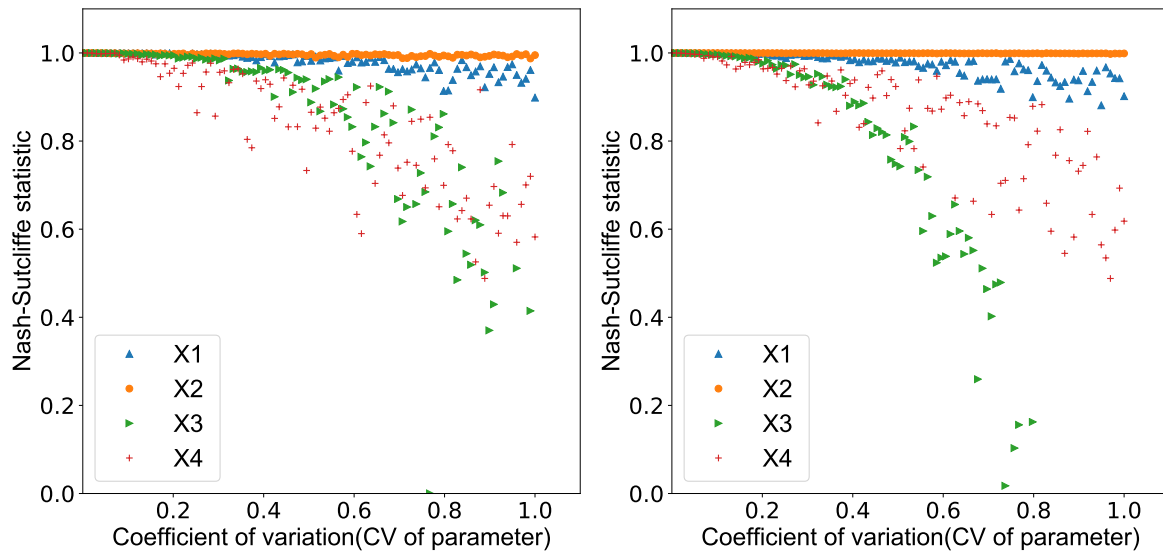 1.0
0.8
0.6
0.4
0.2
0.0
Nash-Sutcliffe statistic
X1
X2
X3
X4
0.2 0.4 0.6 0.8 1.0
Coefficient of variation(CV of parameter)
1.0
0.8
0.6
0.4
0.2
0.0
Nash-Sutcliffe statistic
X1
X2
X3
X4
0.2 0.4 0.6 0.8 1.0
Coefficient of variation(CV of parameter)